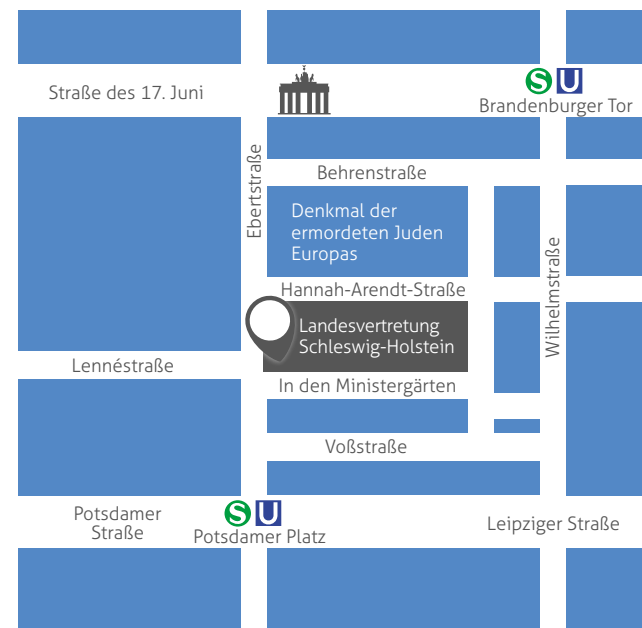 S U
Straße des 17. Juni
Brandenburger Tor
Ebertstraße
Behrenstraße
Denkmal der
ermordeten Juden
Europas
Wilhelmstraße
Hannah-Arendt-Straße
Landesvertretung
Schleswig-Holstein
Lennéstraße
In den Ministergärten
Voßstraße
Potsdamer
Straße
S U
Potsdamer Platz
Leipziger Straße